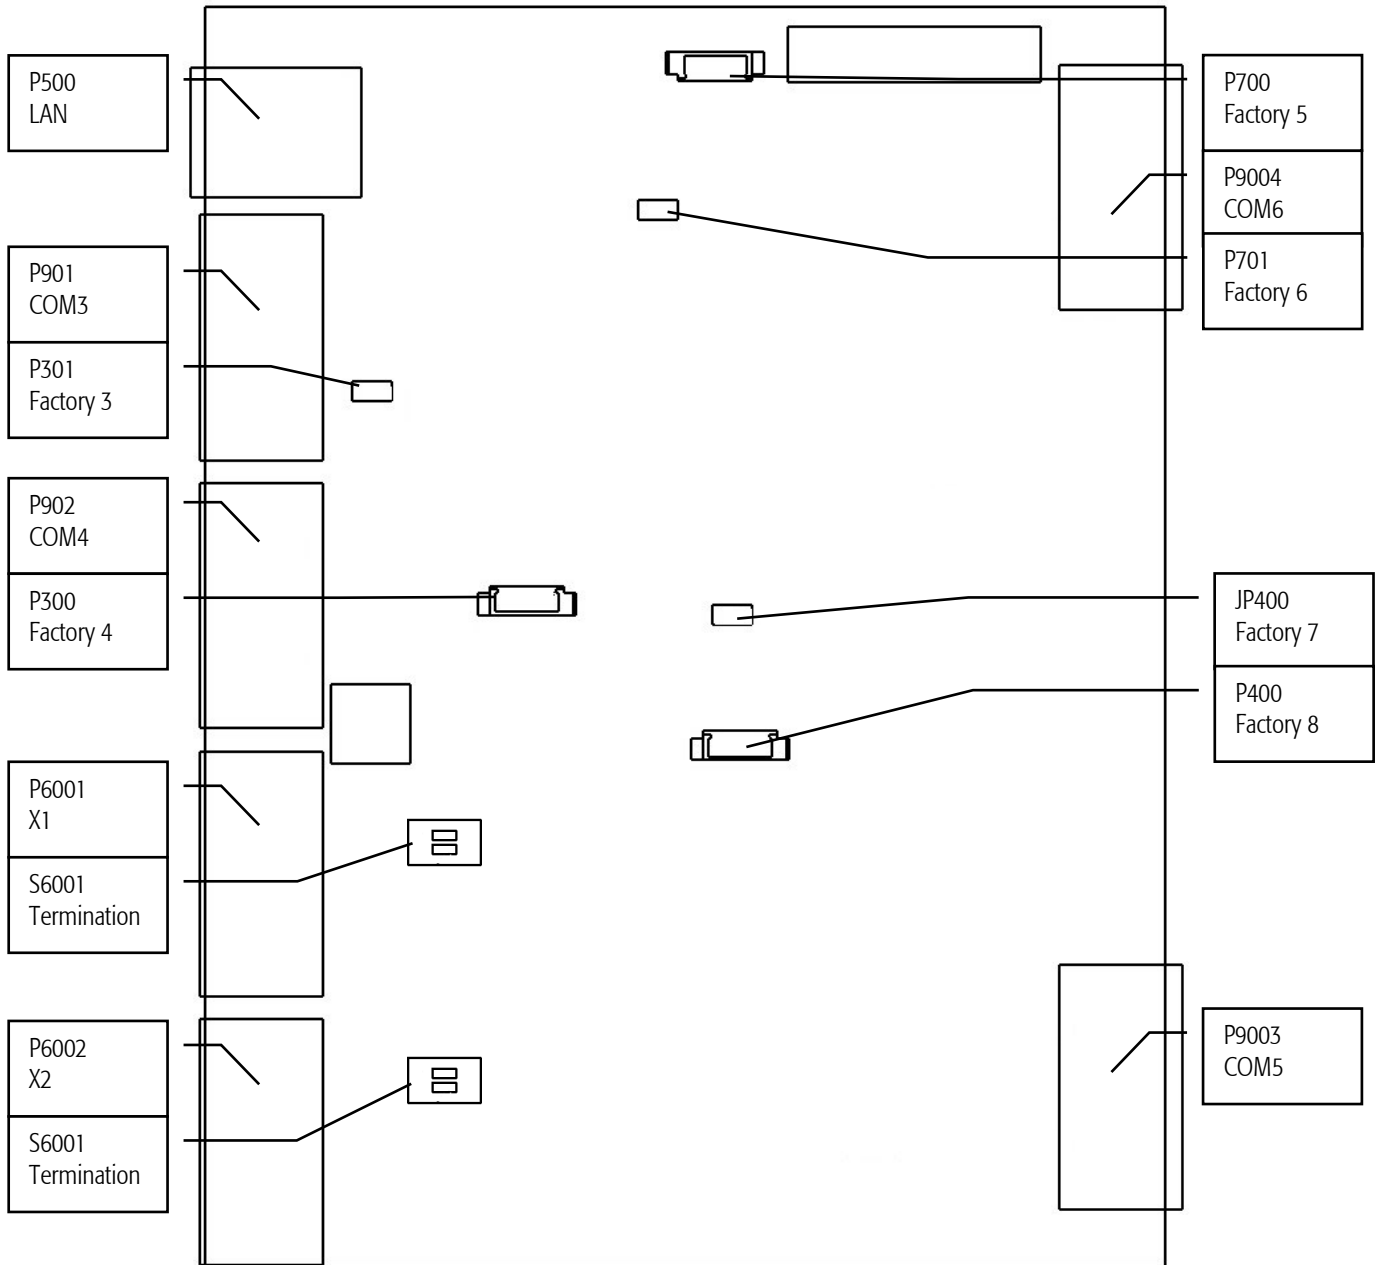 P500
LAN
P901
COM3
P301
Factory 3
P902
COM4
P300
Factory 4
P6001
X1
S6001
Termination
P6002
X2
S6001
Termination
P700
Factory 5
P9004
COM6
P701
Factory 6
JP400
Factory 7
P400
Factory 8
P9003
COM5